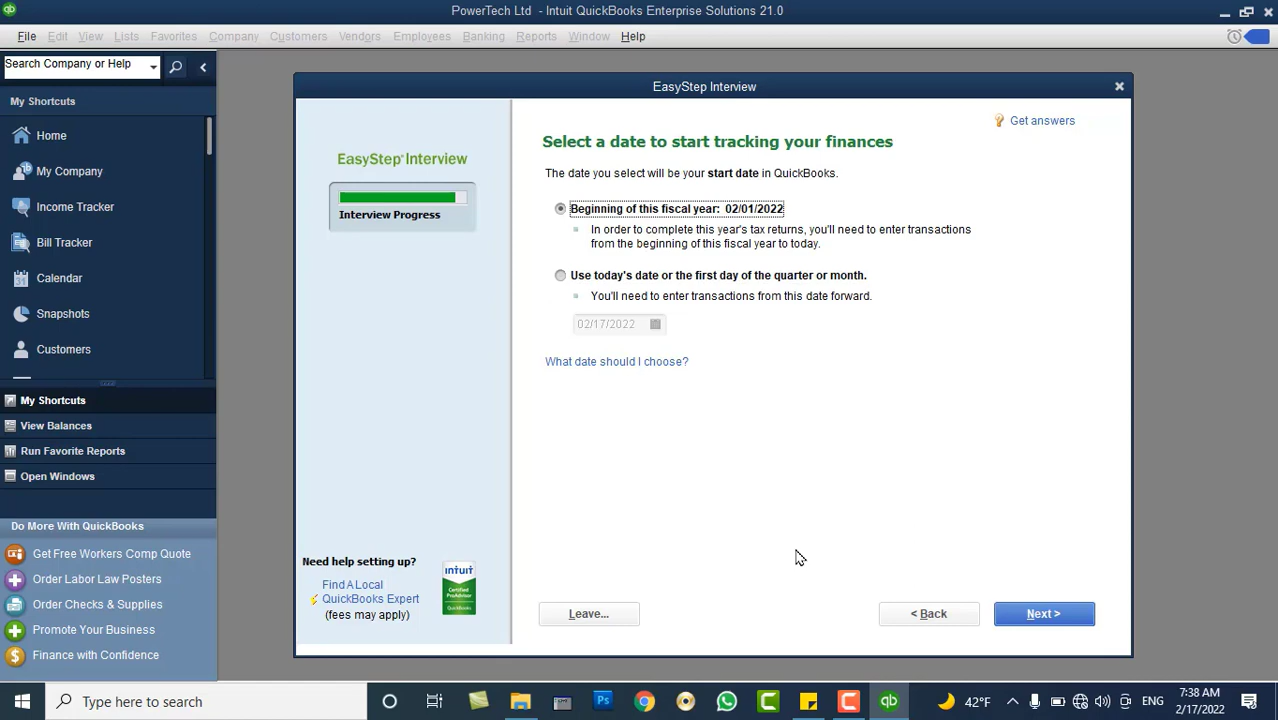 PowerTech Ltd - Intuit QuickBooks Enterprise Solutions 21.0
File Edit View Lists Favorites Company Customers Vendors Employees Banking Reports Window Help
Search Company or Help
My Shortcuts
Home
My Company
Income Tracker
Bill Tracker
31
Calendar
Snapshots
Customers
My Shortcuts
View Balances
Run Favorite Reports
Open Windows
Do More With QuickBooks
Get Free Workers Comp Quote
Order Labor Law Posters
Order Checks & Supplies
Promote Your Business
Finance with Confidence
EasyStep Interview
EasyStep® Interview
Interview Progress
Need help setting up?
Find A Local
QuickBooks Expert
(fees may apply)
intuit
Certified
ProAdvisor
QuickBooks
Get answers
Select a date to start tracking your finances
The date you select will be your start date in QuickBooks.
Beginning of this fiscal year: 02/01/2022
In order to complete this year's tax returns, you'll need to enter transactions
from the beginning of this fiscal year to today.
Use today's date or the first day of the quarter or month.
You'll need to enter transactions from this date forward.
02/17/2022
What date should I choose?
Leave...
< Back
Next >
Type here to search
Ps
qb
42°F
ENG
7:38 AM
2/17/2022